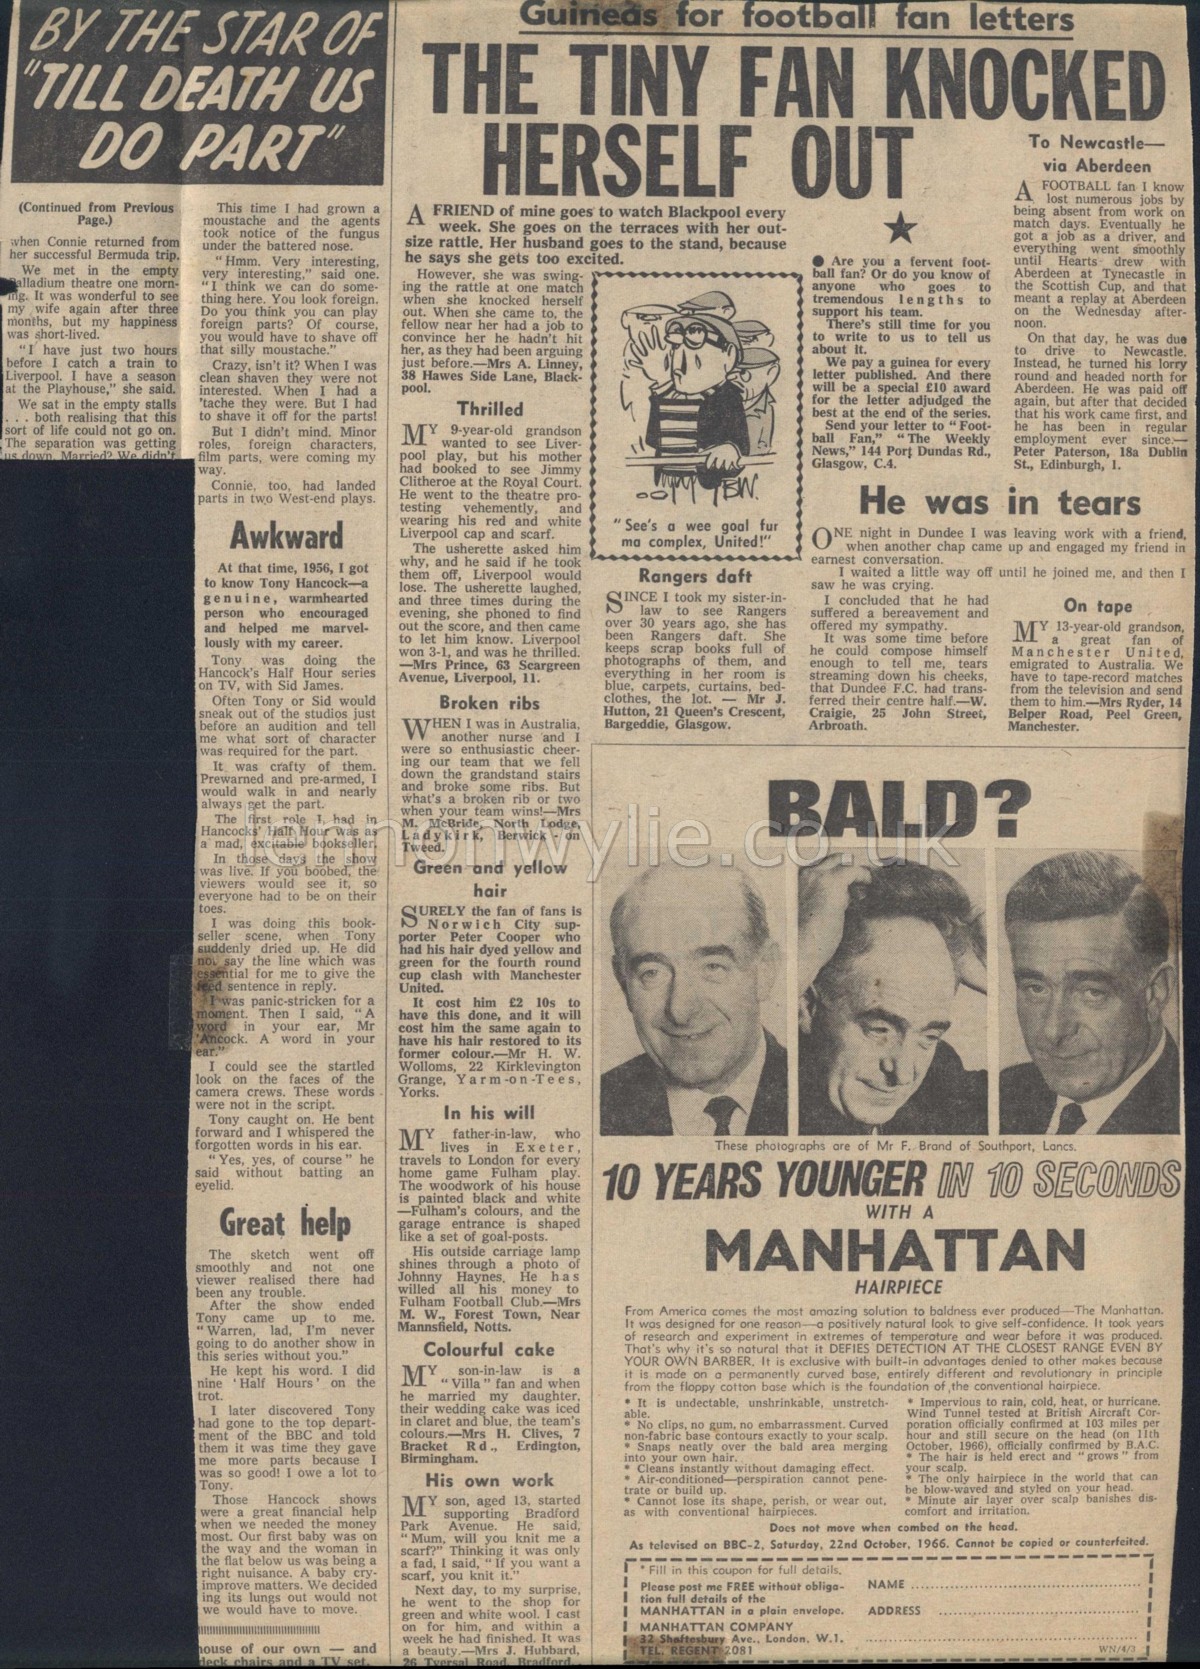 BY THE STAR OF
"TILL DEATH US
DO PART"
(Continued from Previous
Page.)
when Connie returned from
her successful Bermuda trip.
We met in the empty
Palladium theatre one morn-
ing. It was wonderful to see
my wife again after three
months, but my happiness
was short-lived.
"I have just two hours
before I catch a train to
Liverpool. I have a season
at the Playhouse," she said.
We sat in the empty stalls
. . . both realising that this
sort of life could not go on.
The separation was getting
us down. Married? We didn't
This time I had grown a
moustache and the agents
took notice of the fungus
under the battered nose.
"Hmm. Very interesting,
very interesting," said one.
"I think we can do some-
thing here. You look foreign.
Do you think you can play
foreign parts? Of course,
you would have to shave off
that silly moustache."
Crazy, isn't it? When I was
clean shaven they were not
interested. When I had a
'tache they were. But I had
to shave it off for the parts!
But I didn't mind. Minor
roles, foreign characters,
film parts, were coming my
way.
Connie, too, had landed
parts in two West-end plays.
Awkward
At that time, 1956, I got
to know Tony Hancock—a
genuine, warmhearted
person who encouraged
and helped me marvel-
lously with my career.
Tony was doing the
Hancock's Half Hour series
on TV, with Sid James.
Often Tony or Sid would
sneak out of the studios just
before an audition and tell
me what sort of character
was required for the part.
It was crafty of them.
Prewarned and pre-armed, I
would walk in and nearly
always get the part.
The first role I had in
Hancocks' Half Hour was as
a mad, excitable bookseller.
In those days the show
was live. If you boobed, the
viewers would see it, so
everyone had to be on their
toes.
I was doing this book-
seller scene, when Tony
suddenly dried up. He did
not say the line which was
essential for me to give the
feed sentence in reply.
I was panic-stricken for a
moment. Then I said, "A
word in your ear, Mr
'Ancock. A word in your
ear."
I could see the startled
look on the faces of the
camera crews. These words
were not in the script.
Tony caught on. He bent
forward and I whispered the
forgotten words in his ear.
"Yes, yes, of course" he
said without batting an
eyelid.
Great help
The sketch went off
smoothly and not one
viewer realised there had
been any trouble.
After the show ended
Tony came up to me.
"Warren, lad, I'm never
going to do another show in
this series without you."
He kept his word. I did
nine 'Half Hours' on the
trot.
I later discovered Tony
had gone to the top depart-
ment of the BBC and told
them it was time they gave
me more parts because I
was so good! I owe a lot to
Tony.
Those Hancock shows
were a great financial help
when we needed the money
most. Our first baby was on
the way and the woman in
the flat below us was being a
right nuisance. A baby cry-
ing its lungs out would not
improve matters. We decided
we would have to move.
house of our own — and
deck chairs and a TV set.
Guineas for football fan letters
THE TINY FAN KNOCKED
HERSELF OUT
A FRIEND of mine goes to watch Blackpool every
week. She goes on the terraces with her out-
size rattle. Her husband goes to the stand, because
he says she gets too excited.
However, she was swing-
ing the rattle at one match
when she knocked herself
out. When she came to, the
fellow near her had a job to
convince her he hadn't hit
her, as they had been arguing
just before.—Mrs A. Linney,
38 Hawes Side Lane, Black-
pool.
Thrilled
MY 9-year-old grandson
wanted to see Liver-
pool play, but his mother
had booked to see Jimmy
Clitheroe at the Royal Court.
He went to the theatre pro-
testing vehemently, and
wearing his red and white
Liverpool cap and scarf.
The usherette asked him
why, and he said if he took
them off, Liverpool would
lose. The usherette laughed,
and three times during the
evening, she phoned to find
out the score, and then came
to let him know. Liverpool
won 3-1, and was he thrilled.
—Mrs Prince, 63 Scargreen
Avenue, Liverpool, 11.
Broken ribs
WHEN I was in Australia,
another nurse and I
were so enthusiastic cheer-
ing our team that we fell
down the grandstand stairs
and broke some ribs. But
what's a broken rib or two
when your team wins!—Mrs
M. McBride, North Lodge,
Ladykirk, Berwick-on
Tweed.
Green and yellow
hair
SURELY the fan of fans is
Norwich City sup-
porter Peter Cooper who
had his hair dyed yellow and
green for the fourth round
cup clash with Manchester
United.
It cost him £2 10s to
have this done, and it will
cost him the same again to
have his hair restored to its
former colour.—Mr H. W.
Wolloms, 22 Kirklevington
Grange, Yarm-on-Tees,
Yorks.
In his will
MY father-in-law, who
lives in Exeter,
travels to London for every
home game Fulham play.
The woodwork of his house
is painted black and white
—Fulham's colours, and the
garage entrance is shaped
like a set of goal-posts.
His outside carriage lamp
shines through a photo of
Johnny Haynes. He has
willed all his money to
Fulham Football Club.—Mrs
M. W., Forest Town, Near
Mannsfield, Notts.
Colourful cake
MY son-in-law is a
"Villa" fan and when
he married my daughter,
their wedding cake was iced
in claret and blue, the team's
colours.—Mrs H. Clives, 7
Bracket Rd., Erdington,
Birmingham.
His own work
MY son, aged 13, started
supporting Bradford
Park Avenue. He said,
"Mum, will you knit me a
scarf?" Thinking it was only
a fad, I said, "If you want a
scarf, you knit it."
Next day, to my surprise,
he went to the shop for
green and white wool. I cast
on for him, and within a
week he had finished. It was
a beauty.—Mrs J. Hubbard,
26 Tyersal Road, Bradford.
BW.
"See's a wee goal fur
ma complex, United!"
Rangers daft
SINCE I took my sister-in-
law to see Rangers
over 30 years ago, she has
been Rangers daft. She
keeps scrap books full of
photographs of them, and
everything in her room is
blue, carpets, curtains, bed-
clothes, the lot. — Mr J.
Hutton, 21 Queen's Crescent,
Bargeddie, Glasgow.
● Are you a fervent foot-
ball fan? Or do you know of
anyone who goes to
tremendous lengths to
support his team.
There's still time for you
to write to us to tell us
about it.
We pay a guinea for every
letter published. And there
will be a special £10 award
for the letter adjudged the
best at the end of the series.
Send your letter to "Foot-
ball Fan," "The Weekly
News," 144 Port Dundas Rd.,
Glasgow, C.4.
To Newcastle—
via Aberdeen
A FOOTBALL fan I know
lost numerous jobs by
being absent from work on
match days. Eventually he
got a job as a driver, and
everything went smoothly
until Hearts drew with
Aberdeen at Tynecastle in
the Scottish Cup, and that
meant a replay at Aberdeen
on the Wednesday after-
noon.
On that day, he was due
to drive to Newcastle.
Instead, he turned his lorry
round and headed north for
Aberdeen. He was paid off
again, but after that decided
that his work came first, and
he has been in regular
employment ever since.—
Peter Paterson, 18a Dublin
St., Edinburgh, 1.
He was in tears
ONE night in Dundee I was leaving work with a friend,
when another chap came up and engaged my friend in
earnest conversation.
I waited a little way off until he joined me, and then I
saw he was crying.
I concluded that he had
suffered a bereavement and
offered my sympathy.
It was some time before
he could compose himself
enough to tell me, tears
streaming down his cheeks,
that Dundee F.C. had trans-
ferred their centre half.—W.
Craigie, 25 John Street,
Arbroath.
On tape
MY 13-year-old grandson,
a great fan of
Manchester United,
emigrated to Australia. We
have to tape-record matches
from the television and send
them to him.—Mrs Ryder, 14
Belper Road, Peel Green,
Manchester.
BALD?
lennonwylie.co.uk
These photographs are of Mr F. Brand of Southport, Lancs.
10 YEARS YOUNGER IN 10 SECONDS
WITH A
MANHATTAN
HAIRPIECE
From America comes the most amazing solution to baldness ever produced—The Manhattan.
It was designed for one reason—a positively natural look to give self-confidence. It took years
of research and experiment in extremes of temperature and wear before it was produced.
That's why it's so natural that it DEFIES DETECTION AT THE CLOSEST RANGE EVEN BY
YOUR OWN BARBER. It is exclusive with built-in advantages denied to other makes because
it is made on a permanently curved base, entirely different and revolutionary in principle
from the floppy cotton base which is the foundation of the conventional hairpiece.
* It is undectable, unshrinkable, unstretch-
able.
* No clips, no gum, no embarrassment. Curved
non-fabric base contours exactly to your scalp.
* Snaps neatly over the bald area merging
into your own hair.
* Cleans instantly without damaging effect.
* Air-conditioned—perspiration cannot pene-
trate or build up.
* Cannot lose its shape, perish, or wear out,
as with conventional hairpieces.
* Impervious to rain, cold, heat, or hurricane.
Wind Tunnel tested at British Aircraft Cor-
poration officially confirmed at 103 miles per
hour and still secure on the head (on 11th
October, 1966), officially confirmed by B.A.C.
* The hair is held erect and "grows" from
your scalp.
* The only hairpiece in the world that can
be blow-waved and styled on your head.
* Minute air layer over scalp banishes dis-
comfort and irritation.
Does not move when combed on the head.
As televised on BBC-2, Saturday, 22nd October, 1966. Cannot be copied or counterfeited.
* Fill in this coupon for full details.
Please post me FREE without obliga-
tion full details of the
MANHATTAN in a plain envelope.
MANHATTAN COMPANY
32 Shaftesbury Ave., London, W.1.
TEL. REGENT 2081
NAME
ADDRESS
WN/4/3